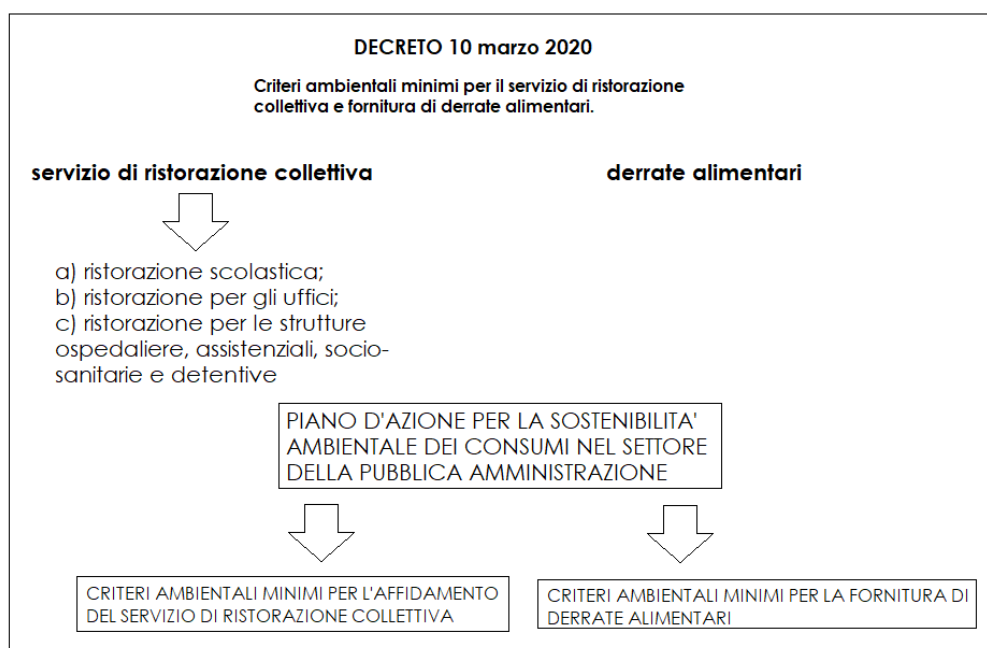 DECRETO 10 marzo 2020
Criteri ambientali minimi per il servizio di ristorazione
collettiva e fornitura di derrate alimentari.
servizio di ristorazione collettiva
derrate alimentari
a) ristorazione scolastica;
b) ristorazione per gli uffici;
c) ristorazione per le strutture
ospedaliere, assistenziali, socio-
sanitarie e detentive
PIANO D'AZIONE PER LA SOSTENIBILITA'
AMBIENTALE DEI CONSUMI NEL SETTORE
DELLA PUBBLICA AMMINISTRAZIONE
CRITERI AMBIENTALI MINIMI PER L'AFFIDAMENTO
DEL SERVIZIO DI RISTORAZIONE COLLETTIVA
CRITERI AMBIENTALI MINIMI PER LA FORNITURA DI
DERRATE ALIMENTARI